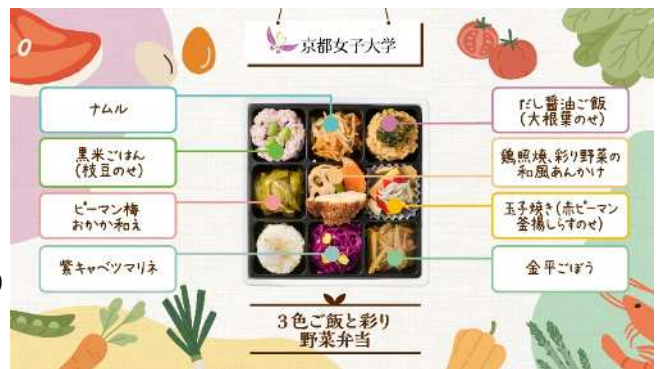 京都女子大学
ナムル
黒米ごはん
(枝豆のせ)
ピーマン梅
おかか和え
紫キャベツマリネ
だし醤油ご飯
(大根葉のせ)
鶏照焼、彩り野菜の
和風あんかけ
玉子焼き(赤ピーマン
釜揚しらすのせ)
金平ごぼう
3色ご飯と彩り
野菜弁当